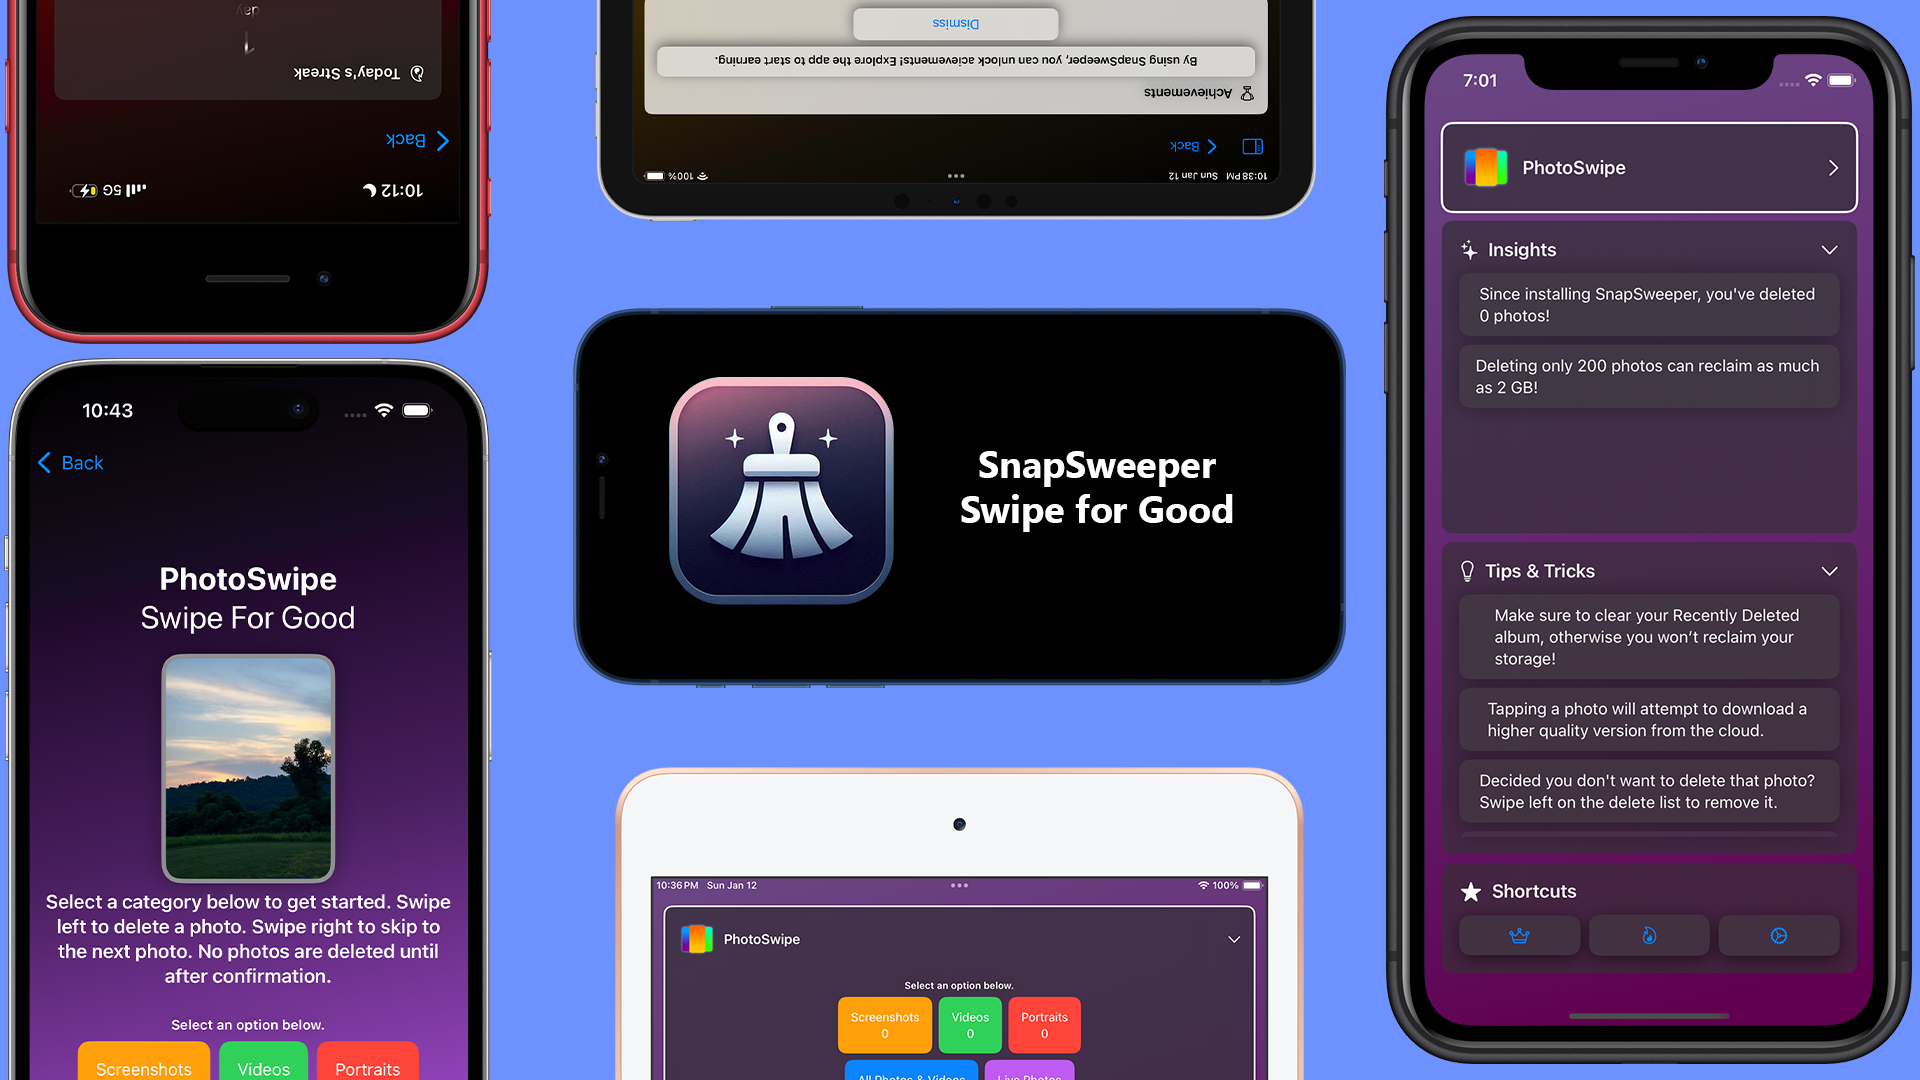 day
1
Today's Streak
Back
10:12
5G
Dismiss
By using SnapSweeper, you can unlock acievements! Explore the app to start earning.
Achievements
Back
10:38 PM Sun Jan 12
100%
7:01
PhotoSwipe
Insights
Since installing SnapSweeper, you've deleted
0 photos!
Deleting only 200 photos can reclaim as much
as 2 GB!
Tips & Tricks
Make sure to clear your Recently Deleted
album, otherwise you won’t reclaim your
storage!
Tapping a photo will attempt to download a
higher quality version from the cloud.
Decided you don't want to delete that photo?
Swipe left on the delete list to remove it.
Shortcuts
10:43
Back
PhotoSwipe
Swipe For Good
Select a category below to get started. Swipe
left to delete a photo. Swipe right to skip to
the next photo. No photos are deleted until
after confirmation.
Select an option below.
Screenshots
Videos
Portraits
SnapSweeper
Swipe for Good
10:36 PM Sun Jan 12
100%
PhotoSwipe
Select an option below.
Screenshots
0
Videos
0
Portraits
0
All Photos & Videos
Live Photos